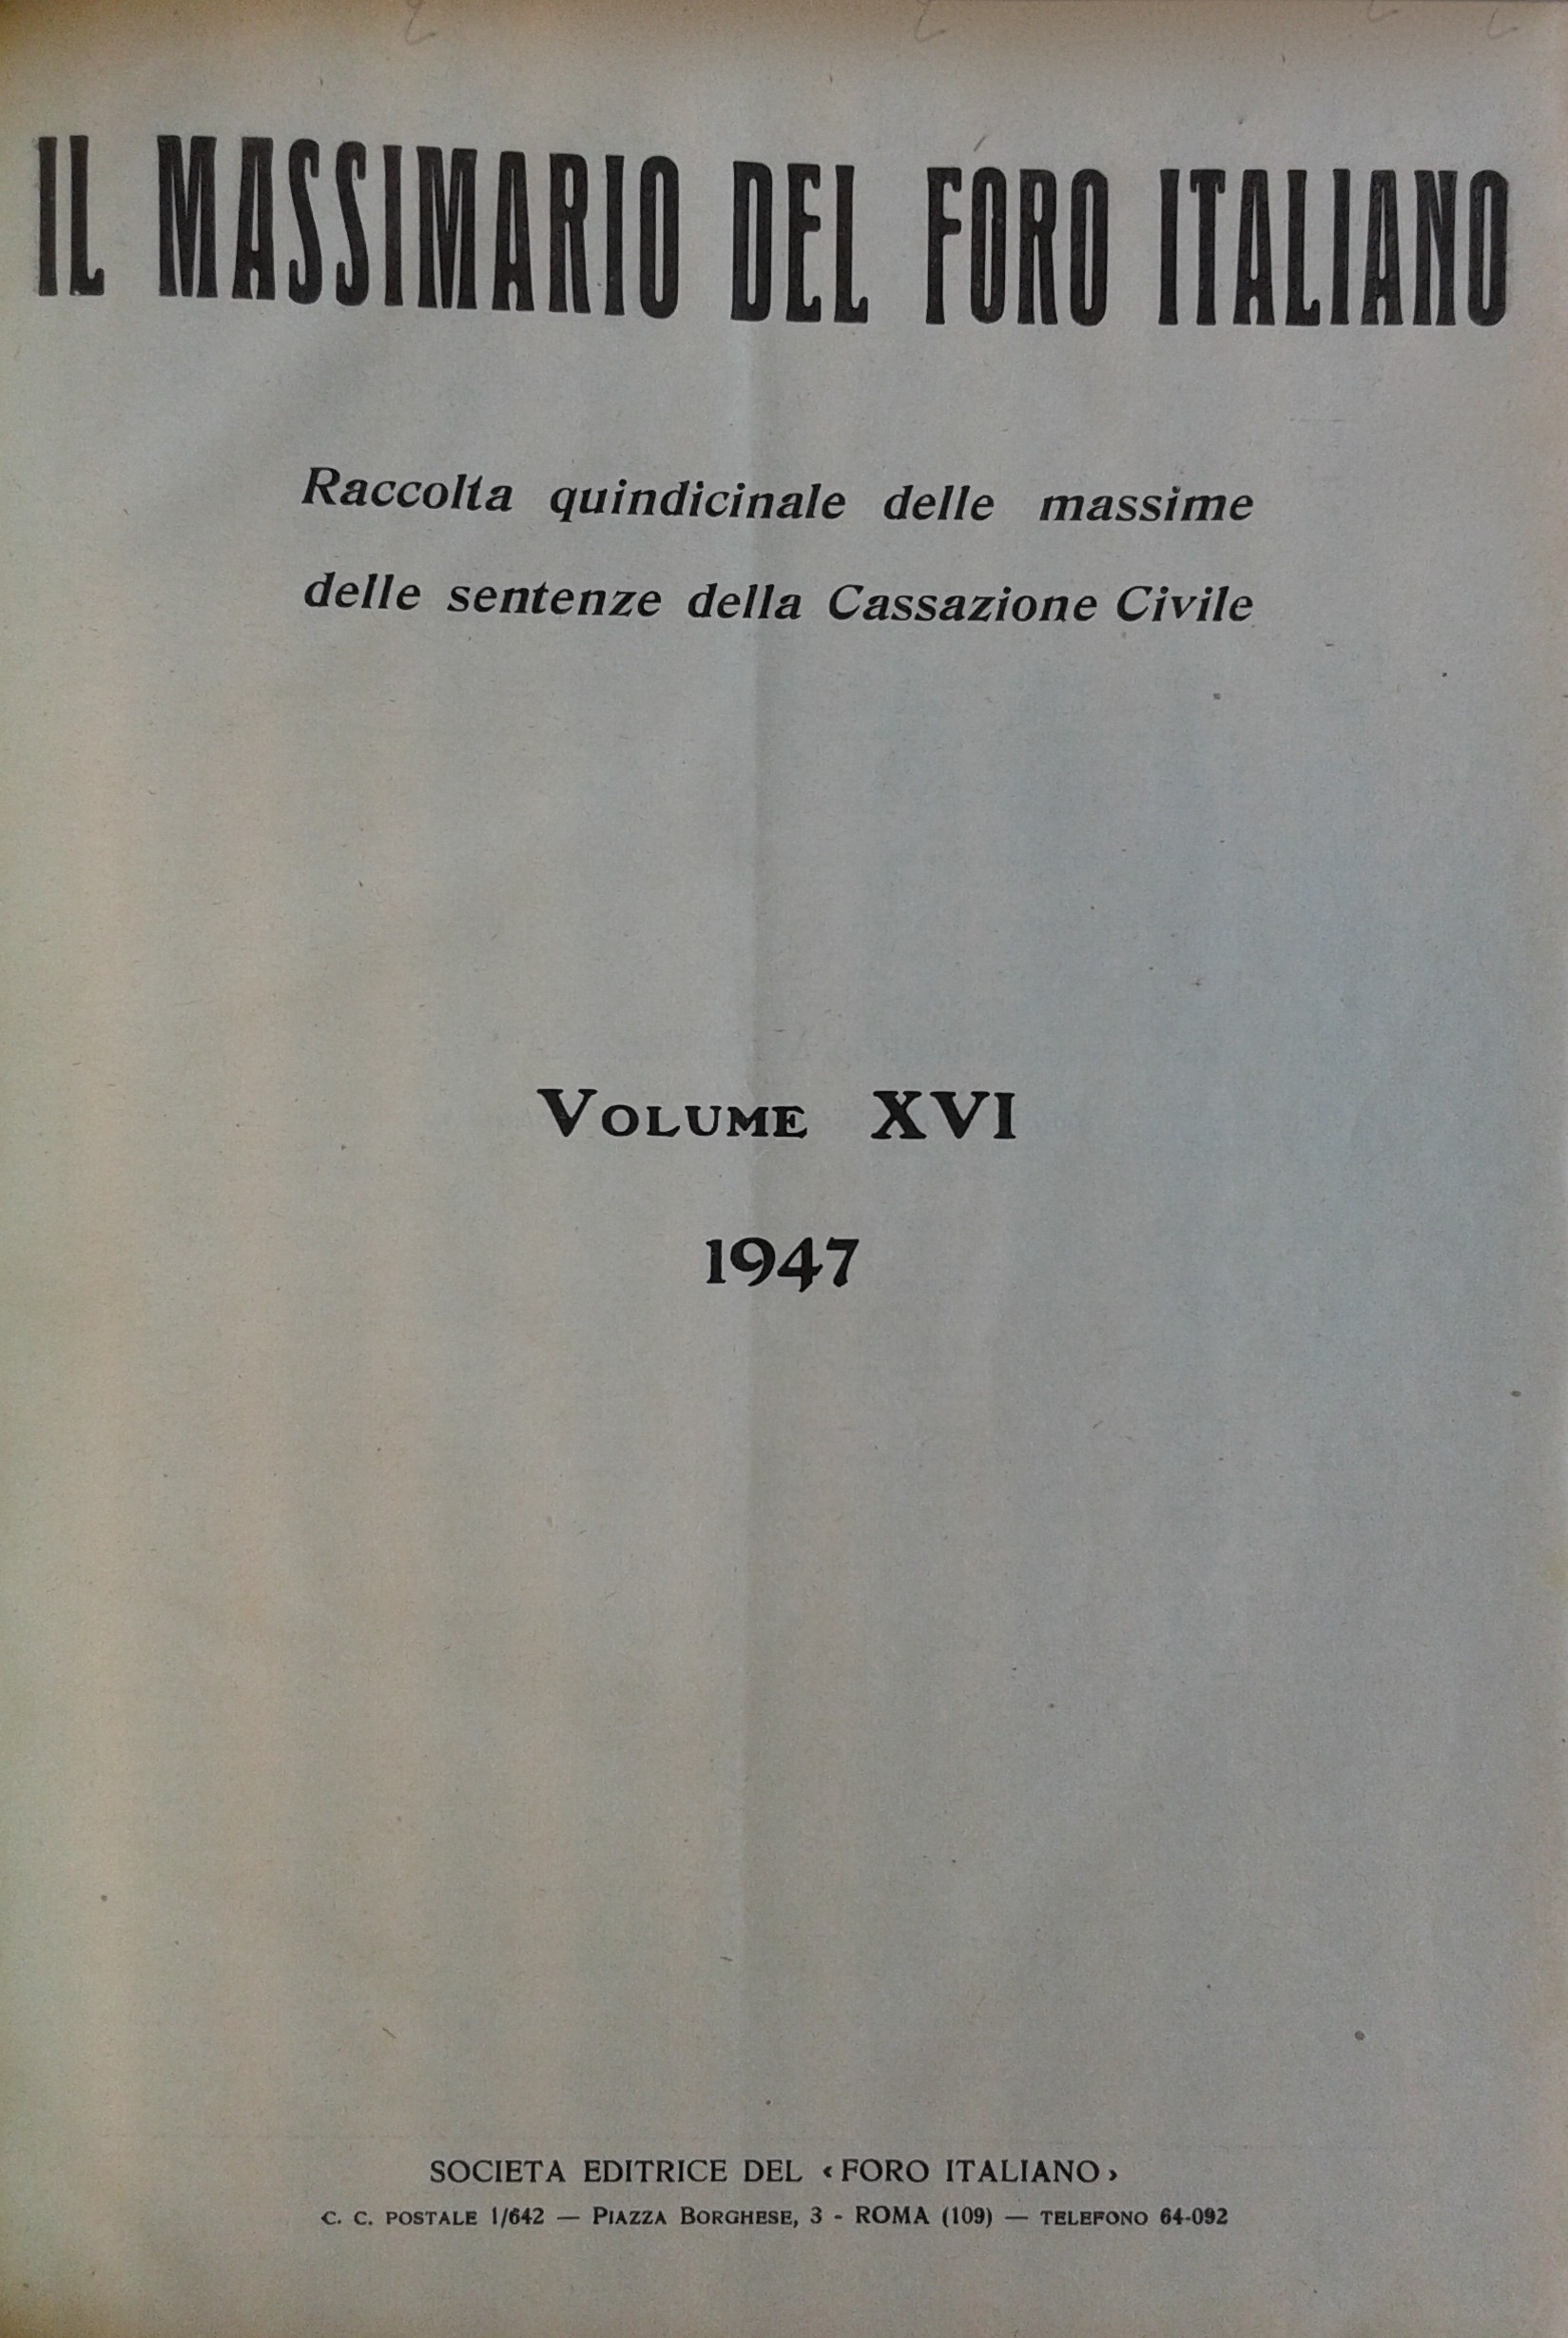 IL MASSIMARIO DEL FORO ITALIANO
Raccolta quindicinale delle massime
delle sentenze della Cassazione Civile
VOLUME XVI
1947
SOCIETA EDITRICE DEL ‹FORO ITALIANO›
C. C. POSTALE 1/642 — PIAZZA BORGHESE, 3 - ROMA (109) — TELEFONO 64-092